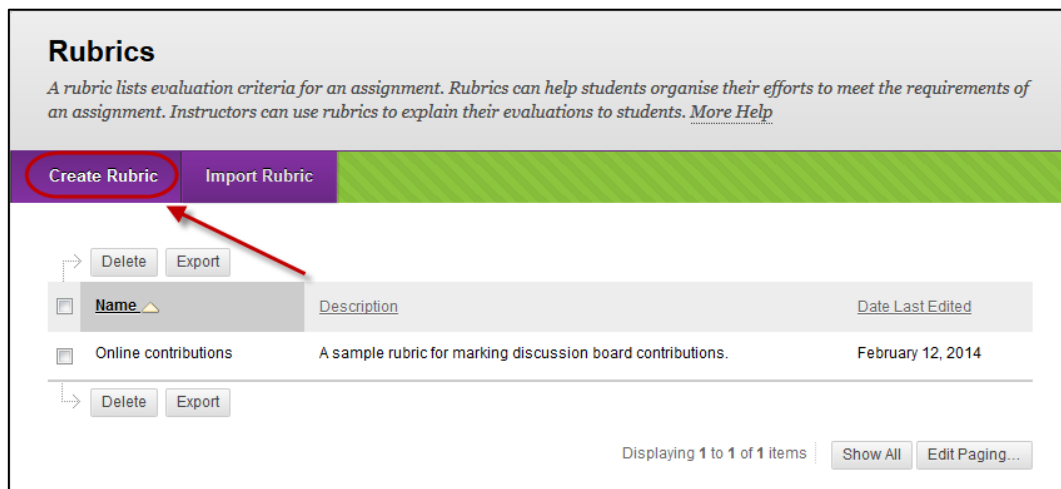 Rubrics
A rubric lists evaluation criteria for an assignment. Rubrics can help students organise their efforts to meet the requirements of
an assignment. Instructors can use rubrics to explain their evaluations to students. More Help
Create Rubric Import Rubric
Delete Export
Name Description Date Last Edited
Online contributions A sample rubric for marking discussion board contributions. February 12, 2014
Delete Export
Displaying 1 to 1 of 1 items Show All Edit Paging...